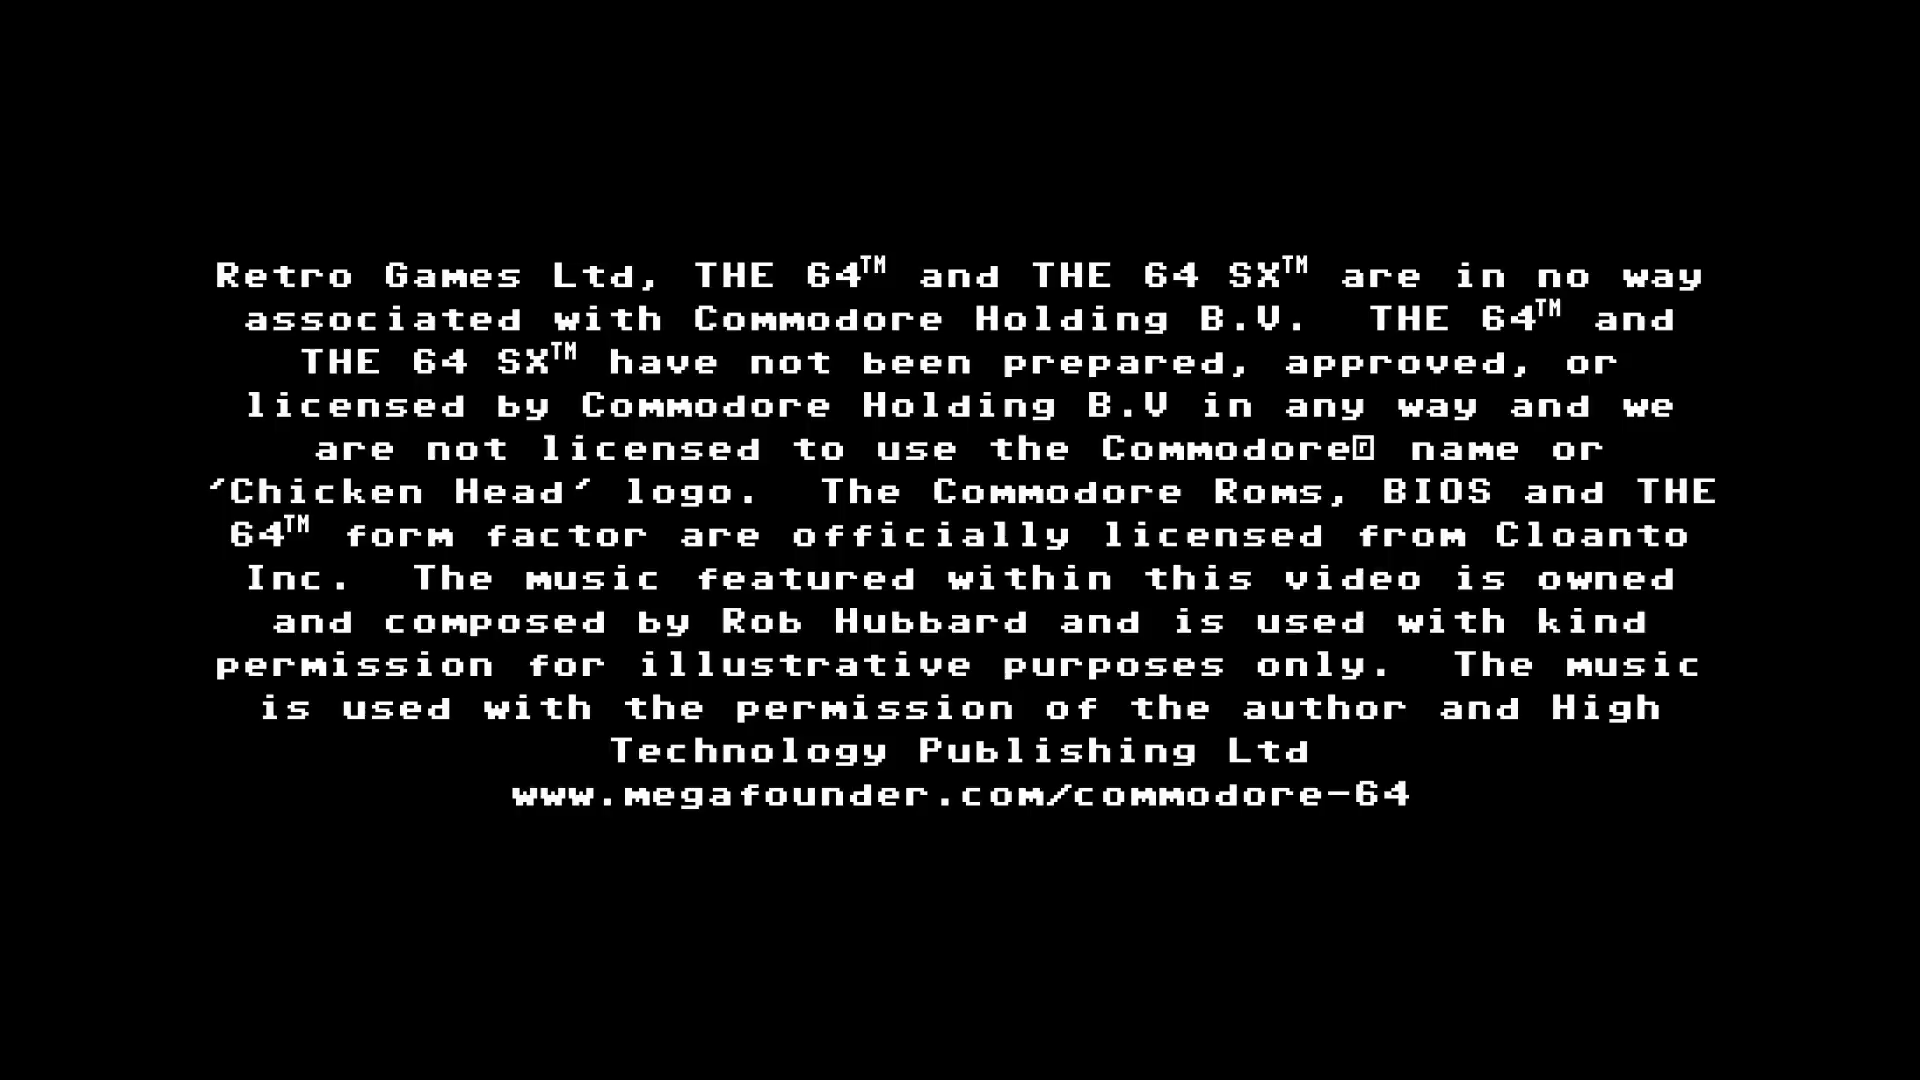 Retro Games Ltd, THE 64™ and THE 64 SX™ are in no way
associated with Commodore Holding B.V.  THE 64™ and
THE 64 SX™ have not been prepared, approved, or
licensed by Commodore Holding B.V in any way and we
are not licensed to use the Commodore® name or
'Chicken Head' logo.  The Commodore Roms, BIOS and THE
64™ form factor are officially licensed from Cloanto
Inc.  The music featured within this video is owned
and composed by Rob Hubbard and is used with kind
permission for illustrative purposes only.  The music
is used with the permission of the author and High
Technology Publishing Ltd
www.megafounder.com/commodore-64